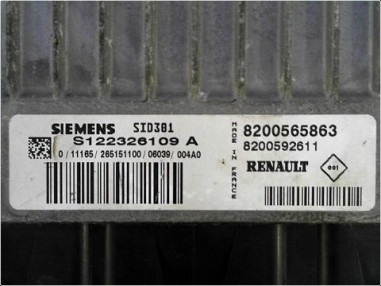 SIEMENS SID301
S122326109 A
0 / 11165 / 265151100 / 06039 / 004A0
MADE IN FRANCE
8200565863
8200592611
RENAULT
001